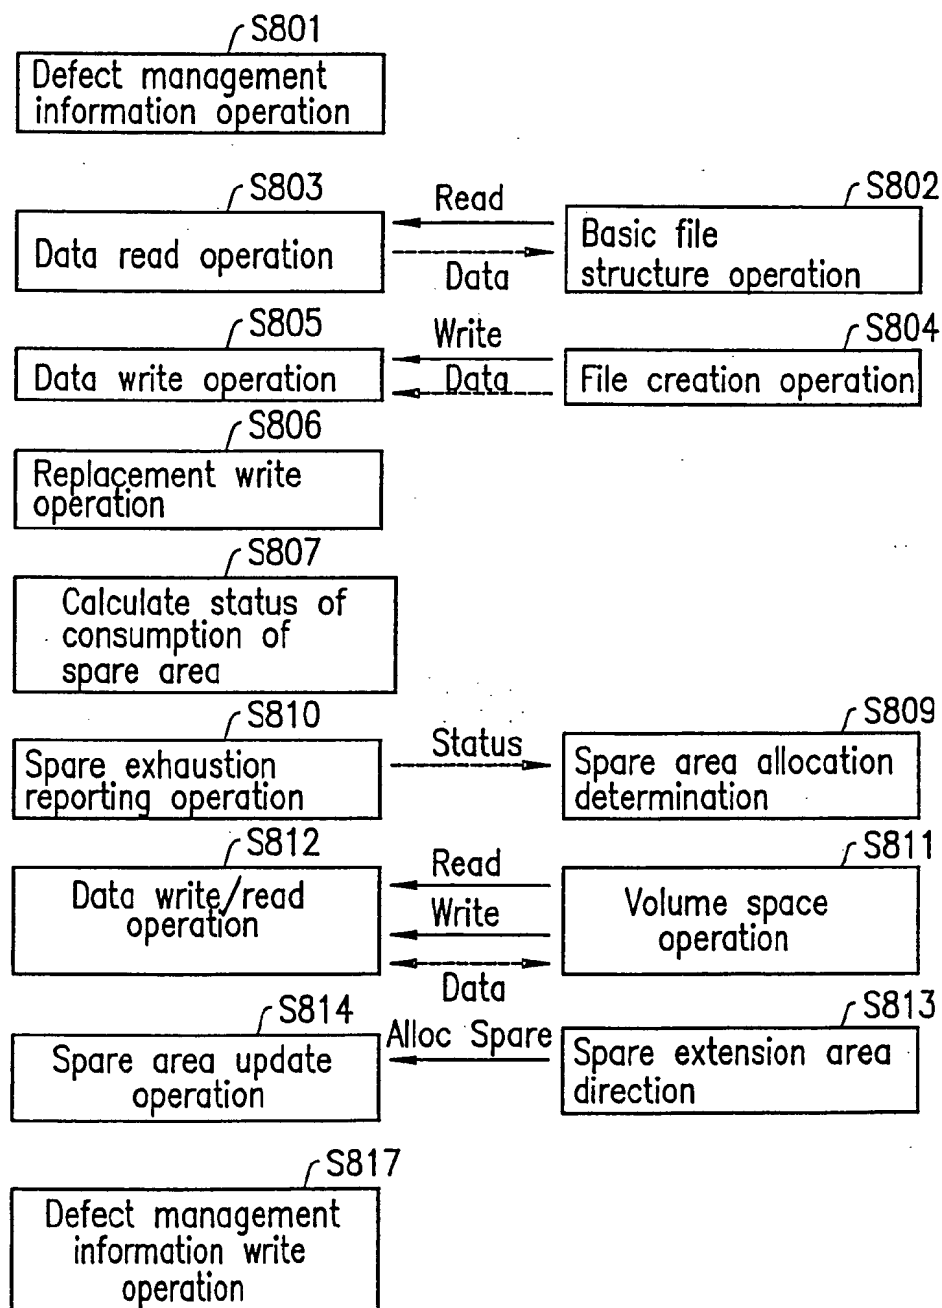 S801
Defect management
information operation
S803
Data read operation
Read
Data
S802
Basic file
structure operation
S805
Data write operation
Write
Data
S804
File creation operation
S806
Replacement write
operation
S807
Calculate status of
consumption of
spare area
S810
Spare exhaustion
reporting operation
Status
S809
Spare area allocation
determination
S812
Data write/read
operation
Read
Write
Data
S811
Volume space
operation
S814
Spare area update
operation
Alloc Spare
S813
Spare extension area
direction
S817
Defect management
information write
operation